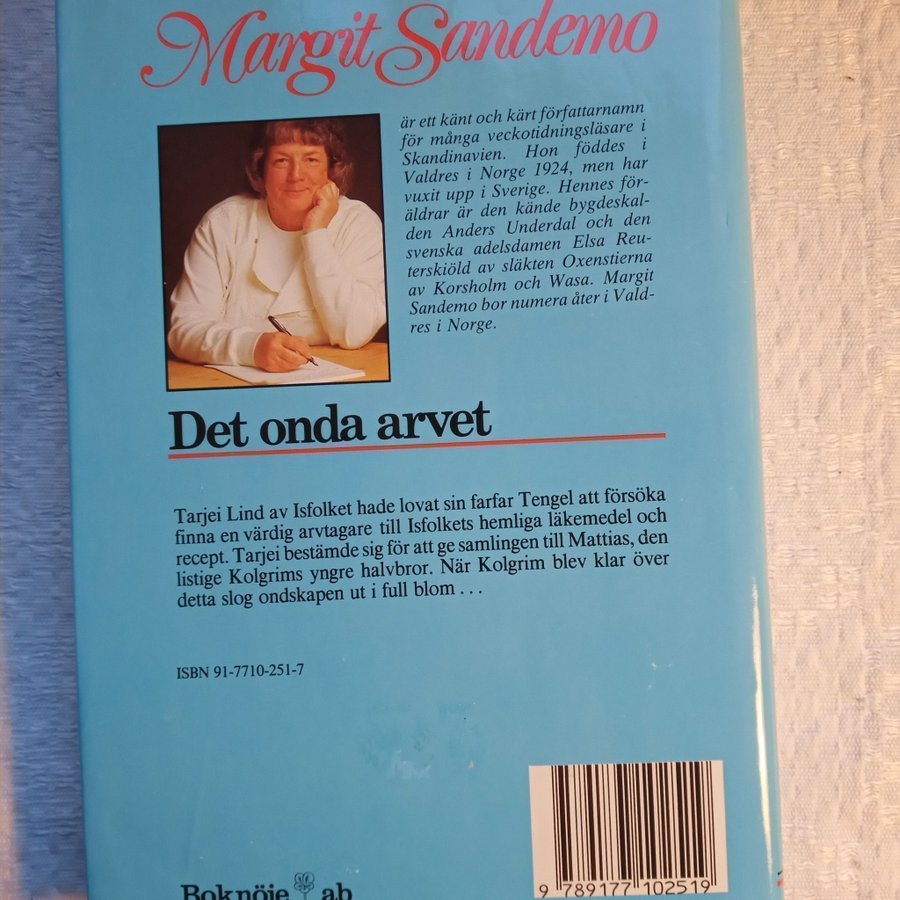 Margit Sandemo
är ett känt och kärt författarnamn
för många veckotidningsläsare i
Skandinavien. Hon föddes i
Valdres i Norge 1924, men har
vuxit upp i Sverige. Hennes för-
äldrar är den kände bygdeskal-
den Anders Underdal och den
svenska adelsdamen Elsa Reu-
terskiöld av släkten Oxenstierna
av Korsholm och Wasa. Margit
Sandemo bor numera åter i Vald-
res i Norge.
Det onda arvet
Tarjei Lind av Isfolket hade lovat sin farfar Tengel att försöka
finna en värdig arvtagare till Isfolkets hemliga läkemedel och
recept. Tarjei bestämde sig för att ge samlingen till Mattias, den
listige Kolgrims yngre halvbror. När Kolgrim blev klar över
detta slog ondskapen ut i full blom . . .
ISBN 91-7710-251-7
9 789177 102519
Boknöje ab